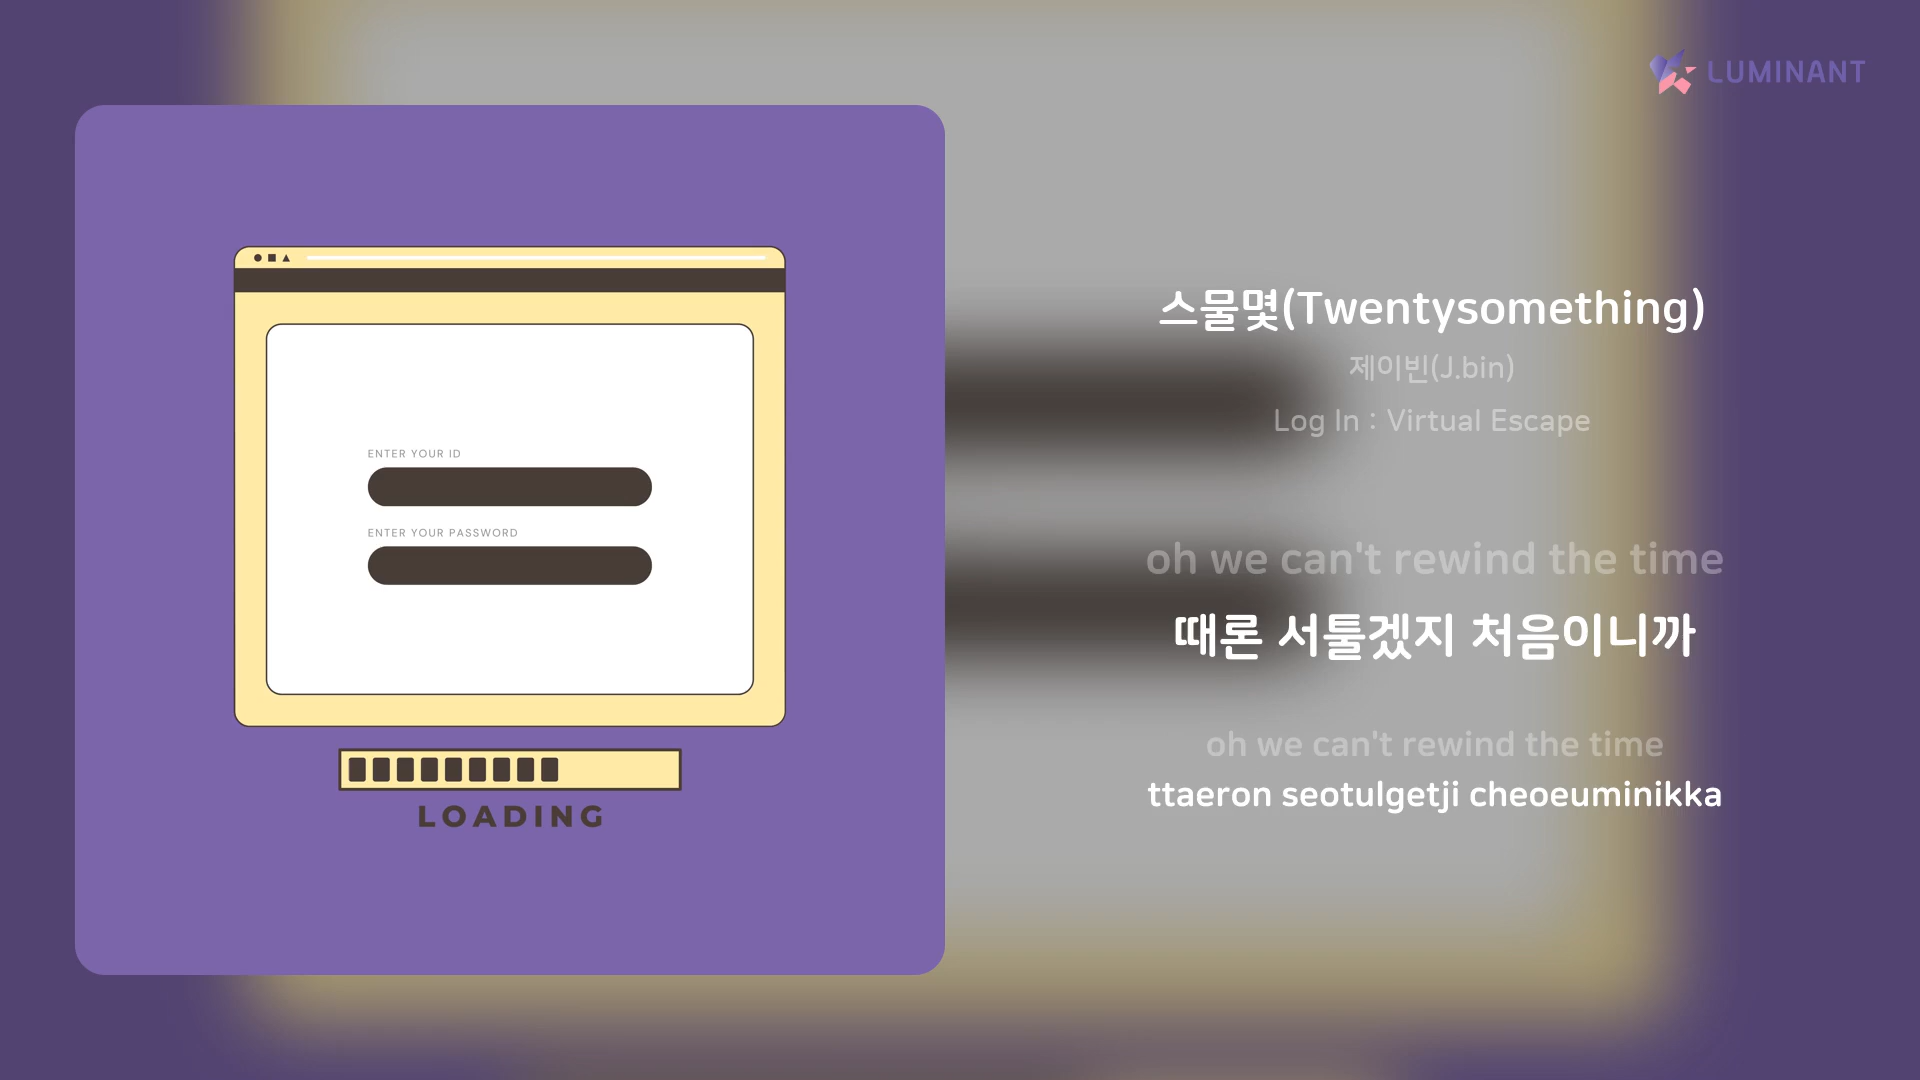 LUMINANT
ENTER YOUR ID
ENTER YOUR PASSWORD
LOADING
스물몇(Twentysomething)
제이빈(J.bin)
Log In : Virtual Escape
oh we can't rewind the time
때론 서툴겠지 처음이니까
oh we can't rewind the time
ttaeron seotulgetji cheoeuminikka